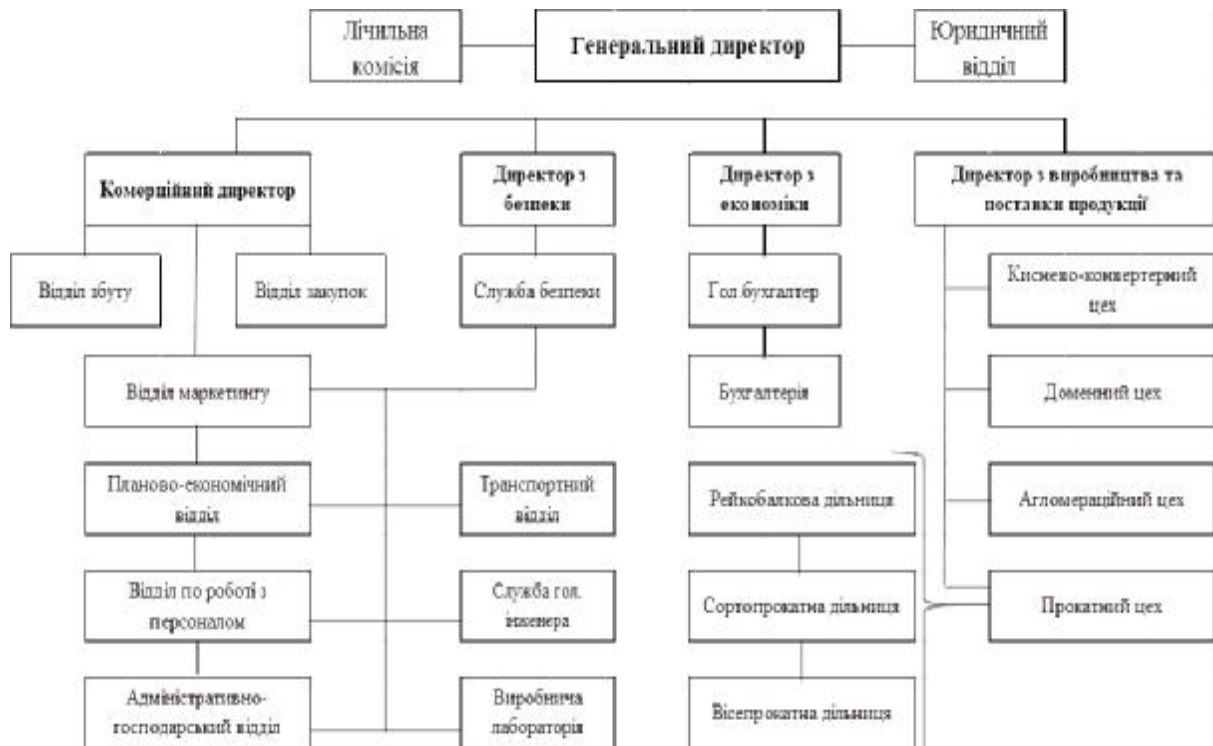 Лічильна
комісія
Генеральний директор
Юридичний
відділ
Комерційний директор
Директор з
безпеки
Директор з
економіки
Директор з виробництва та
поставки продукції
Відділ збуту
Відділ закупок
Служба безпеки
Гол бухгалтер
Киснево-конвертерний
цех
Відділ маркетингу
Бухгалтерія
Доменний цех
Планово-економічний
відділ
Транспортний
відділ
Рейкобалкова дільниця
Агломераційний цех
Відділ по роботі з
персоналом
Служба гол.
інженера
Сортопрокатна дільниця
Прокатний цех
Адміністративно-
господарський відділ
Виробнича
лабораторія
Вісепрокатна дільниця